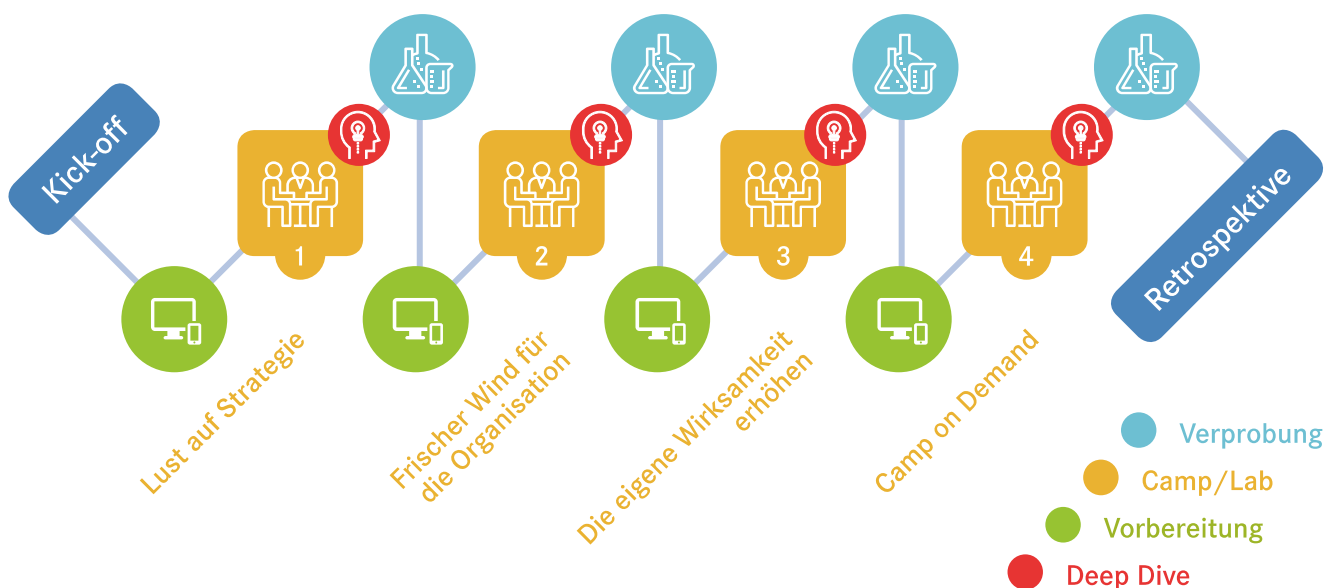 Kick-off
1
2
3
4
Lust auf Strategie
Frischer Wind für
die Organisation
Die eigene Wirksamkeit
erhöhen
Camp on Demand
Retrospektive
Verprobung
Camp/Lab
Vorbereitung
Deep Dive